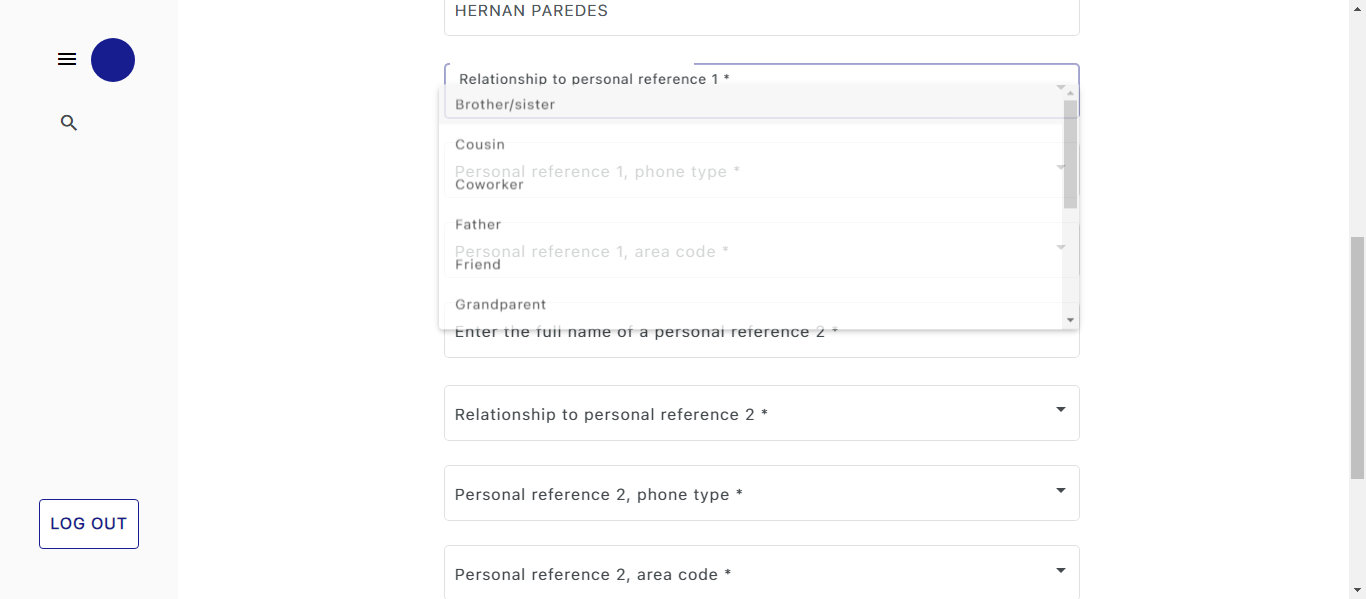 HERNAN PAREDES
Relationship to personal reference 1 *
Brother/sister
Cousin
Personal reference 1, phone type *
Coworker
Father
Personal reference 1, area code *
Friend
Grandparent
Enter the full name of a personal reference 2 *
Relationship to personal reference 2 *
Personal reference 2, phone type *
LOG OUT
Personal reference 2, area code *